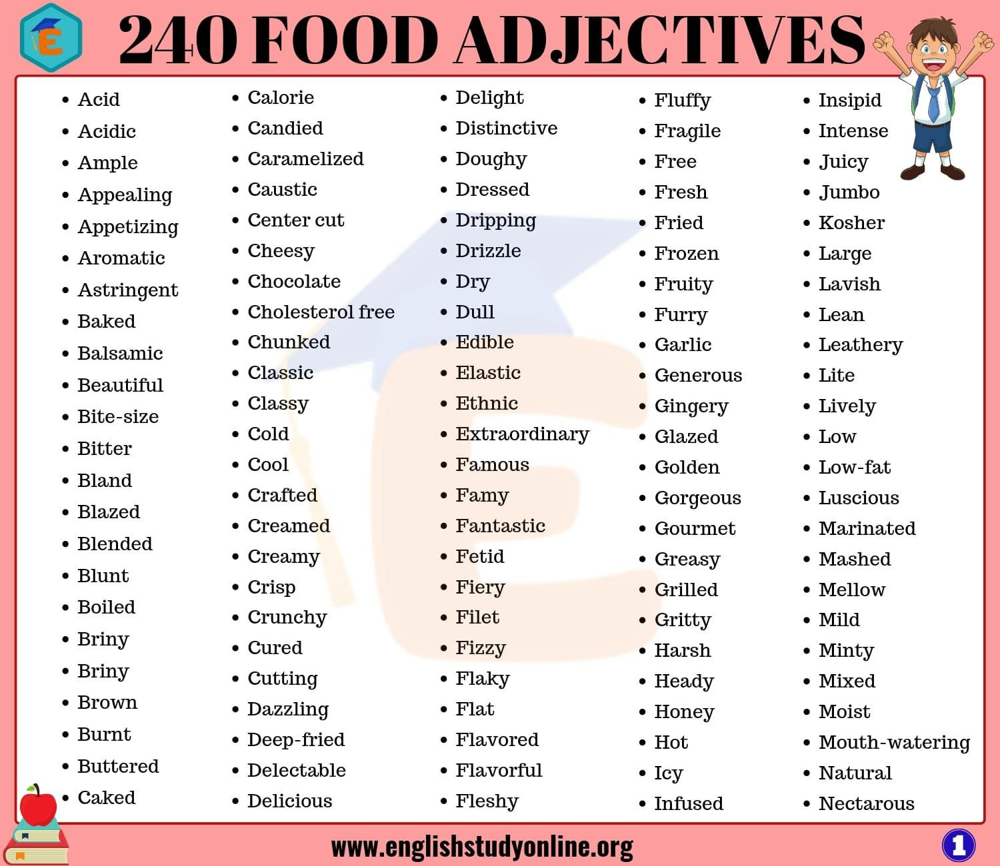 E
240 FOOD ADJECTIVES
• Acid
• Acidic
• Ample
• Appealing
• Appetizing
• Aromatic
• Astringent
• Baked
• Balsamic
• Beautiful
• Bite-size
• Bitter
• Bland
• Blazed
• Blended
• Blunt
• Boiled
• Briny
• Briny
• Brown
• Burnt
• Buttered
• Caked
• Calorie
• Candied
• Caramelized
• Caustic
• Center cut
• Cheesy
• Chocolate
• Cholesterol free
• Chunked
• Classic
• Classy
• Cold
• Cool
• Crafted
• Creamed
• Creamy
• Crisp
• Crunchy
• Cured
• Cutting
• Dazzling
• Deep-fried
• Delectable
• Delicious
• Delight
• Distinctive
• Doughy
• Dressed
• Dripping
• Drizzle
• Dry
• Dull
• Edible
• Elastic
• Ethnic
• Extraordinary
• Famous
• Famy
• Fantastic
• Fetid
• Fiery
• Filet
• Fizzy
• Flaky
• Flat
• Flavored
• Flavorful
• Fleshy
• Fluffy
• Fragile
• Free
• Fresh
• Fried
• Frozen
• Fruity
• Furry
• Garlic
• Generous
• Gingery
• Glazed
• Golden
• Gorgeous
• Gourmet
• Greasy
• Grilled
• Gritty
• Harsh
• Heady
• Honey
• Hot
• Icy
• Infused
• Insipid
• Intense
• Juicy
• Jumbo
• Kosher
• Large
• Lavish
• Lean
• Leathery
• Lite
• Lively
• Low
• Low-fat
• Luscious
• Marinated
• Mashed
• Mellow
• Mild
• Minty
• Mixed
• Moist
• Mouth-watering
• Natural
• Nectarous
E
www.englishstudyonline.org
1